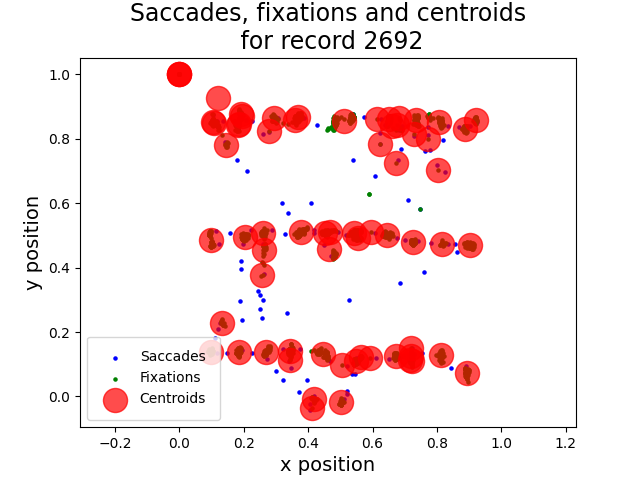 Saccades, fixations and centroids
for record 2692
1.0
0.8
0.6
0.4
0.2
0.0
y position
Saccades
Fixations
Centroids
−0.2
0.0
0.2
0.4
0.6
0.8
1.0
1.2
x position